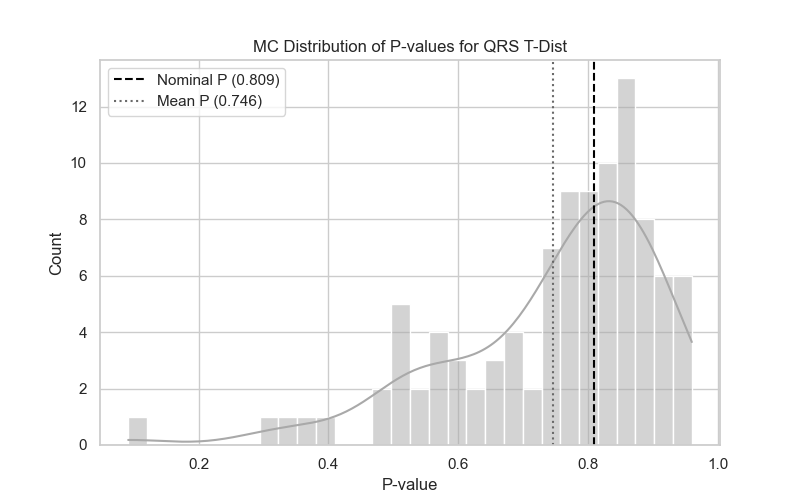 MC Distribution of P-values for QRS T-Dist
Nominal P (0.809)
Mean P (0.746)
12
10
8
6
4
2
0
Count
0.2 0.4 0.6 0.8 1.0
P-value